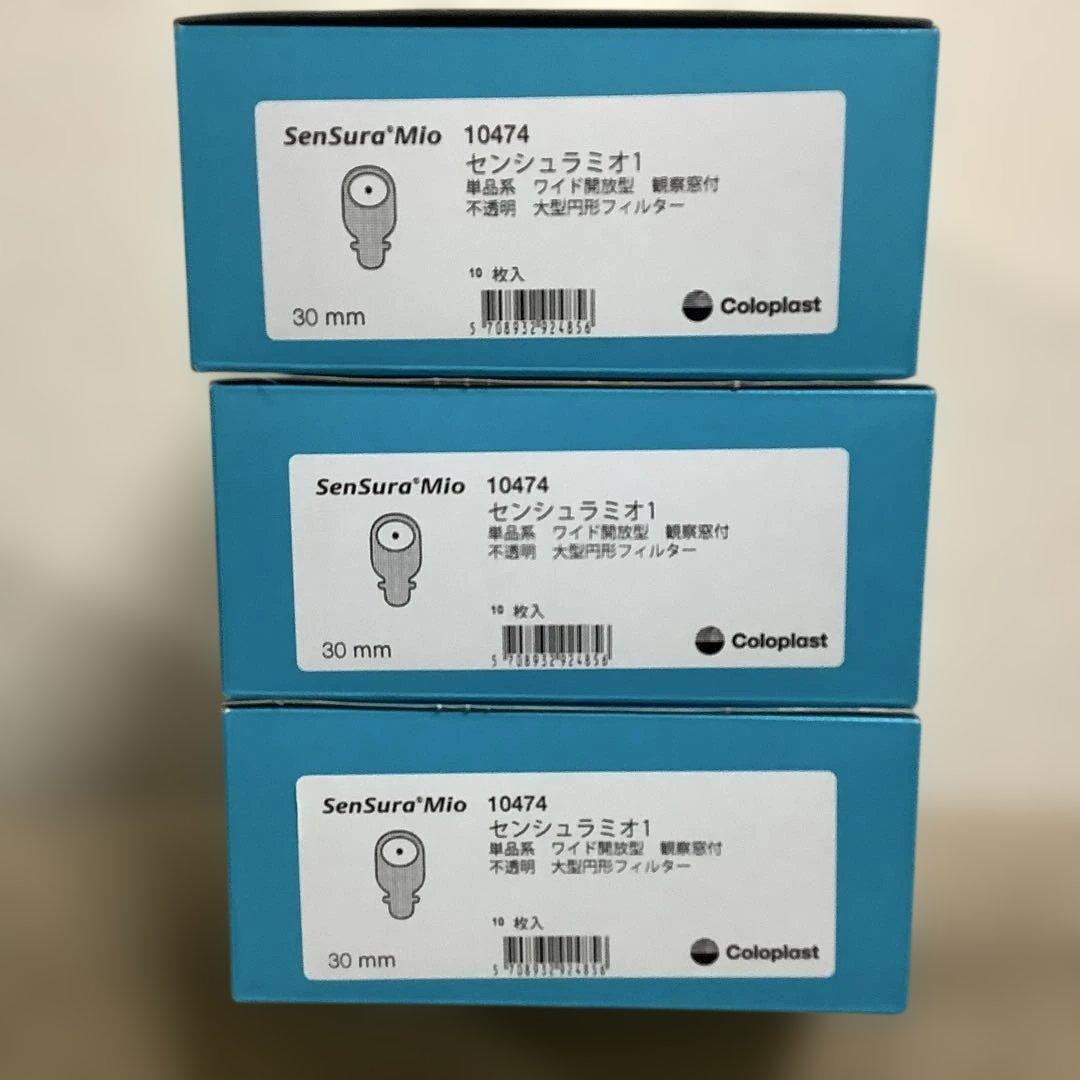 SenSura®Mio 10474
センシュラミオ1
単品系 ワイド開放型 観察窓付
不透明 大型円形フィルター
10 枚入
30 mm
5 708932 924856
Coloplast
SenSura®Mio 10474
センシュラミオ1
単品系 ワイド開放型 観察窓付
不透明 大型円形フィルター
10 枚入
30 mm
5 708932 924856
Coloplast
SenSura®Mio 10474
センシュラミオ1
単品系 ワイド開放型 観察窓付
不透明 大型円形フィルター
10 枚入
30 mm
5 708932 924856
Coloplast